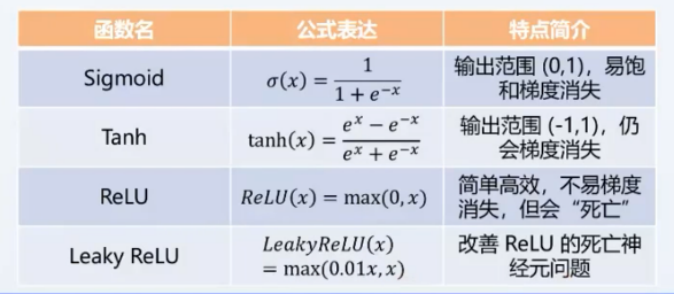 函数名 公式表达 特点简介
Sigmoid σ(x) = 1 / (1 + e^{-x}) 输出范围 (0,1)，易饱
和梯度消失
Tanh tanh(x) = (e^x − e^{-x}) / (e^x + e^{-x}) 输出范围 (-1,1)，仍
会梯度消失
ReLU ReLU(x) = max(0, x) 简单高效，不易梯度
消失，但会“死亡”
Leaky ReLU LeakyReLU(x)
= max(0.01x, x) 改善 ReLU 的死亡神
经元问题